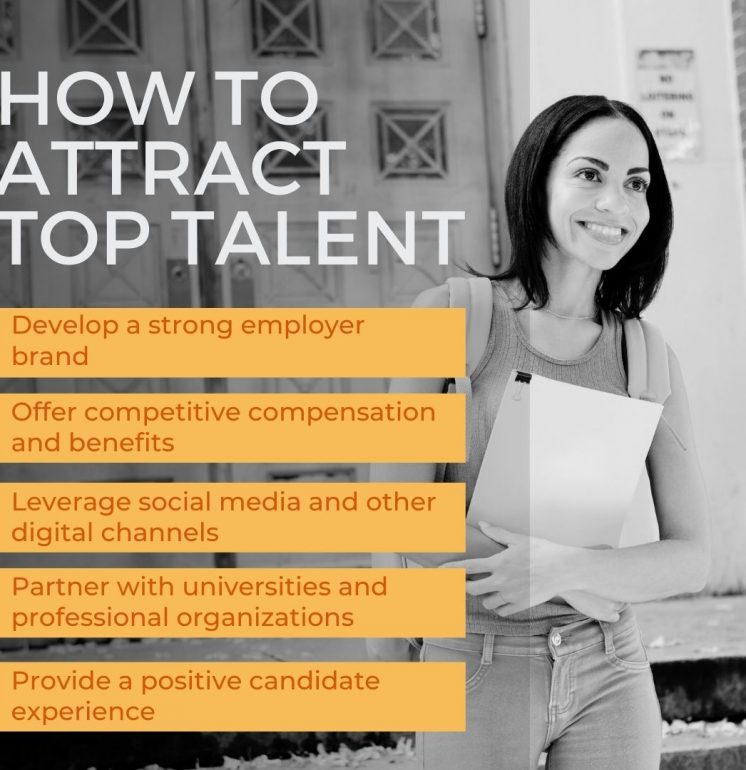 HOW TO
ATTRACT
TOP TALENT
Develop a strong employer
brand
Offer competitive compensation
and benefits
Leverage social media and other
digital channels
Partner with universities and
professional organizations
Provide a positive candidate
experience
NO
LOITERING
ON